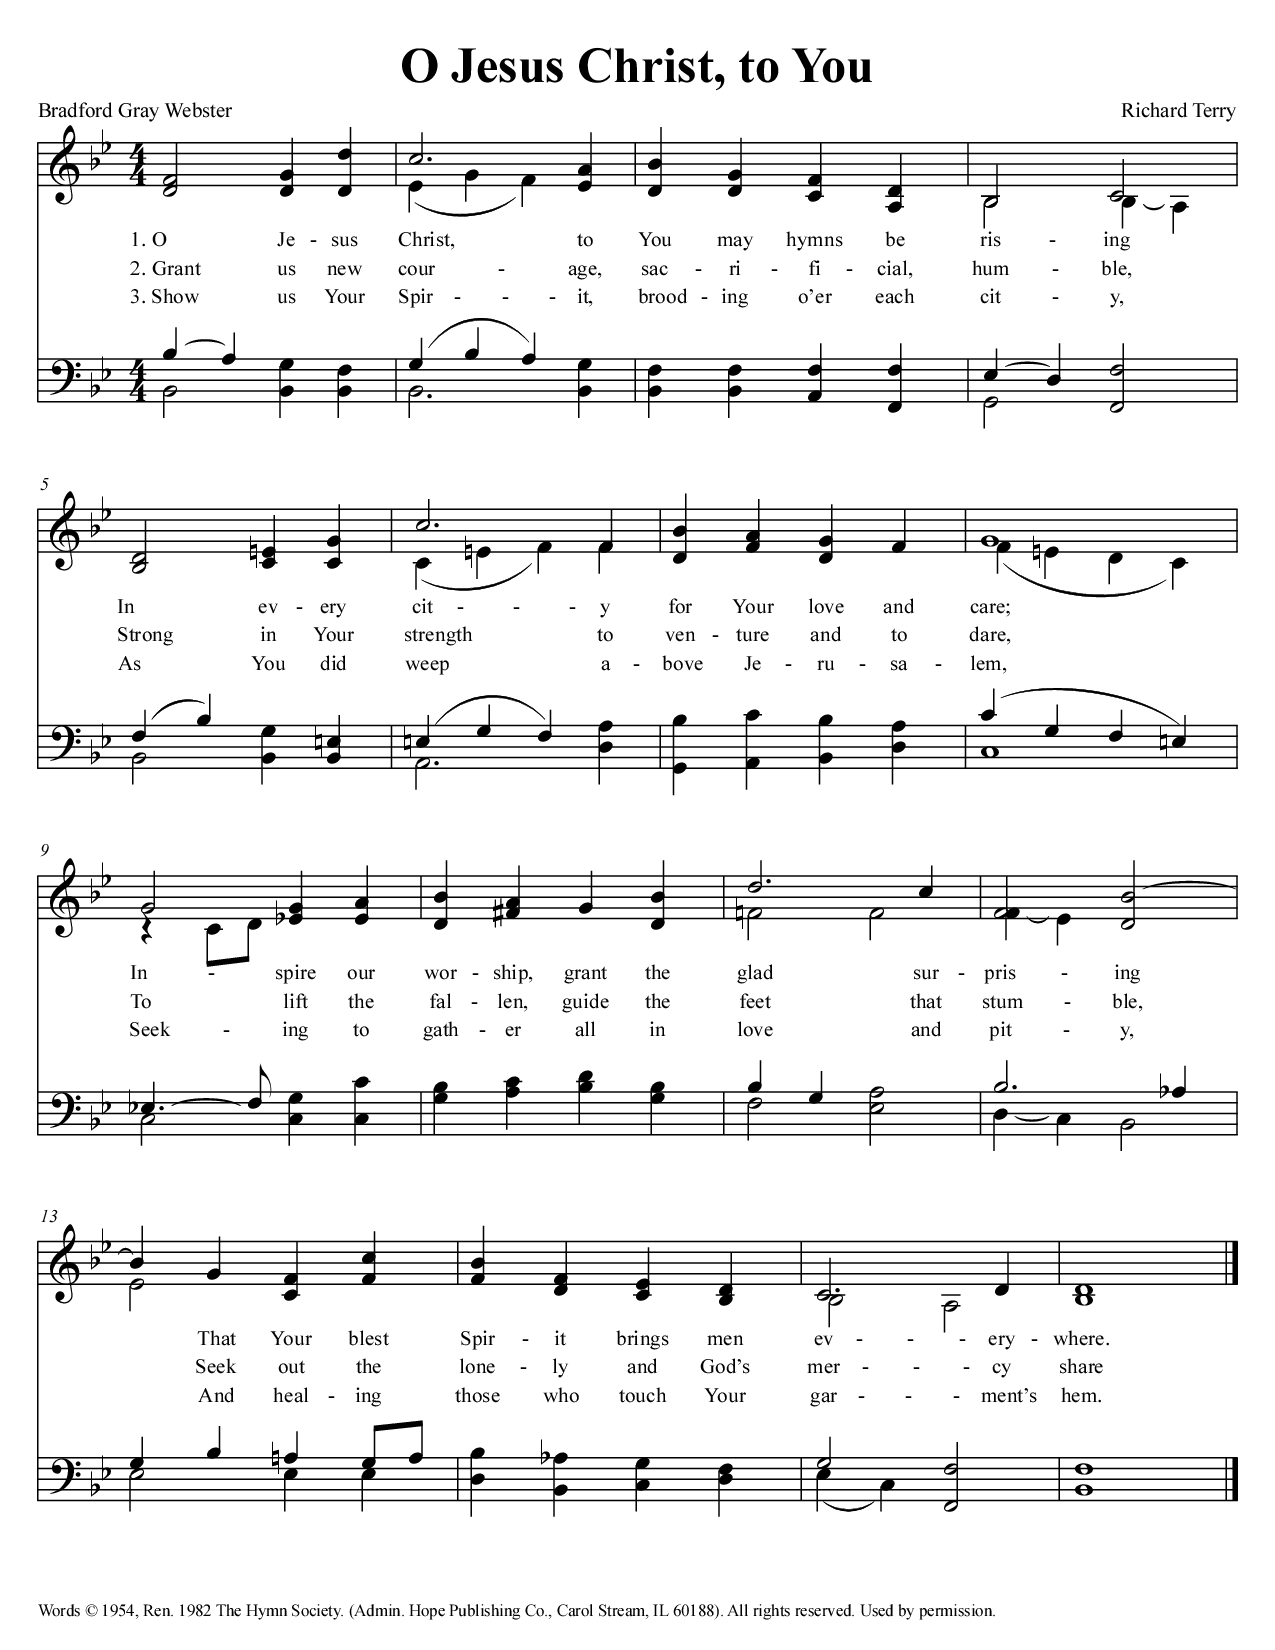 O Jesus Christ, to You
Bradford Gray Webster
Richard Terry
4
4
1. O Je - sus Christ, to You may hymns be ris - ing
2. Grant us new cour - age, sac - ri - fi - cial, hum - ble,
3. Show us Your Spir - - it, brood - ing o’er each cit - y,
4
4
5
In ev - ery cit - - y for Your love and care;
Strong in Your strength to ven - ture and to dare,
As You did weep a - bove Je - ru - sa - lem,
9
In - spire our wor - ship, grant the glad sur - pris - ing
To lift the fal - len, guide the feet that stum - ble,
Seek - ing to gath - er all in love and pit - y,
13
That Your blest Spir - it brings men ev - - ery - where.
Seek out the lone - ly and God’s mer - - cy share
And heal - ing those who touch Your gar - - ment’s hem.
Words © 1954, Ren. 1982 The Hymn Society. (Admin. Hope Publishing Co., Carol Stream, IL 60188). All rights reserved. Used by permission.